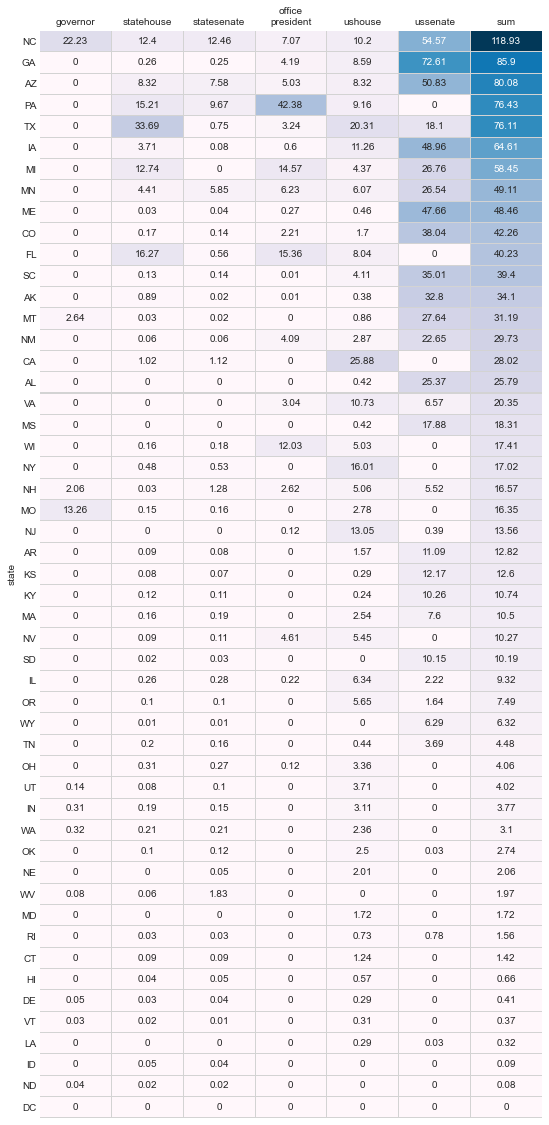 office
governor statehouse statesenate president ushouse ussenate sum
NC 22.23 12.4 12.46 7.07 10.2 54.57 118.93
GA 0 0.26 0.25 4.19 8.59 72.61 85.9
AZ 0 8.32 7.58 5.03 8.32 50.83 80.08
PA 0 15.21 9.67 42.38 9.16 0 76.43
TX 0 33.69 0.75 3.24 20.31 18.1 76.11
IA 0 3.71 0.08 0.6 11.26 48.96 64.61
MI 0 12.74 0 14.57 4.37 26.76 58.45
MN 0 4.41 5.85 6.23 6.07 26.54 49.11
ME 0 0.03 0.04 0.27 0.46 47.66 48.46
CO 0 0.17 0.14 2.21 1.7 38.04 42.26
FL 0 16.27 0.56 15.36 8.04 0 40.23
SC 0 0.13 0.14 0.01 4.11 35.01 39.4
AK 0 0.89 0.02 0.01 0.38 32.8 34.1
MT 2.64 0.03 0.02 0 0.86 27.64 31.19
NM 0 0.06 0.06 4.09 2.87 22.65 29.73
CA 0 1.02 1.12 0 25.88 0 28.02
AL 0 0 0 0 0.42 25.37 25.79
VA 0 0 0 3.04 10.73 6.57 20.35
MS 0 0 0 0 0.42 17.88 18.31
WI 0 0.16 0.18 12.03 5.03 0 17.41
NY 0 0.48 0.53 0 16.01 0 17.02
NH 2.06 0.03 1.28 2.62 5.06 5.52 16.57
MO 13.26 0.15 0.16 0 2.78 0 16.35
NJ 0 0 0 0.12 13.05 0.39 13.56
AR 0 0.09 0.08 0 1.57 11.09 12.82
state
KS 0 0.08 0.07 0 0.29 12.17 12.6
KY 0 0.12 0.11 0 0.24 10.26 10.74
MA 0 0.16 0.19 0 2.54 7.6 10.5
NV 0 0.09 0.11 4.61 5.45 0 10.27
SD 0 0.02 0.03 0 0 10.15 10.19
IL 0 0.26 0.28 0.22 6.34 2.22 9.32
OR 0 0.1 0.1 0 5.65 1.64 7.49
WY 0 0.01 0.01 0 0 6.29 6.32
TN 0 0.2 0.16 0 0.44 3.69 4.48
OH 0 0.31 0.27 0.12 3.36 0 4.06
UT 0.14 0.08 0.1 0 3.71 0 4.02
IN 0.31 0.19 0.15 0 3.11 0 3.77
WA 0.32 0.21 0.21 0 2.36 0 3.1
OK 0 0.1 0.12 0 2.5 0.03 2.74
NE 0 0 0.05 0 2.01 0 2.06
WV 0.08 0.06 1.83 0 0 0 1.97
MD 0 0 0 0 1.72 0 1.72
RI 0 0.03 0.03 0 0.73 0.78 1.56
CT 0 0.09 0.09 0 1.24 0 1.42
HI 0 0.04 0.05 0 0.57 0 0.66
DE 0.05 0.03 0.04 0 0.29 0 0.41
VT 0.03 0.02 0.01 0 0.31 0 0.37
LA 0 0 0 0 0.29 0.03 0.32
ID 0 0.05 0.04 0 0 0 0.09
ND 0.04 0.02 0.02 0 0 0 0.08
DC 0 0 0 0 0 0 0